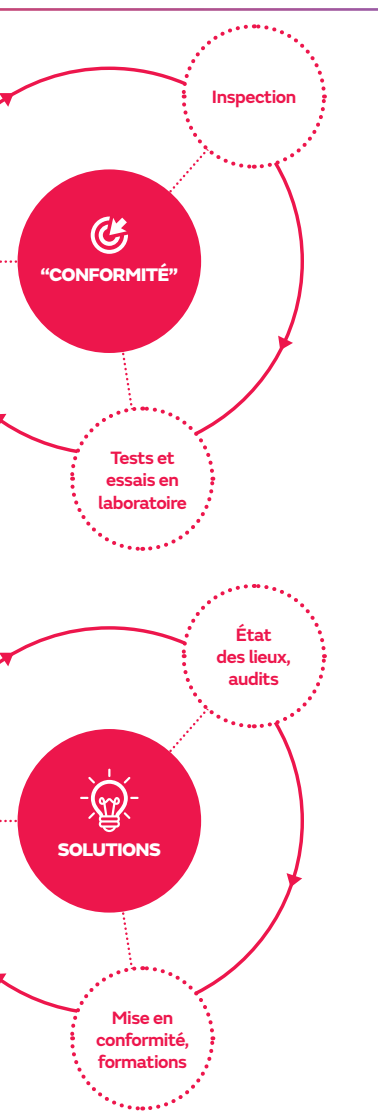 Inspection
“CONFORMITÉ”
Tests et
essais en
laboratoire
État
des lieux,
audits
SOLUTIONS
Mise en
conformité,
formations